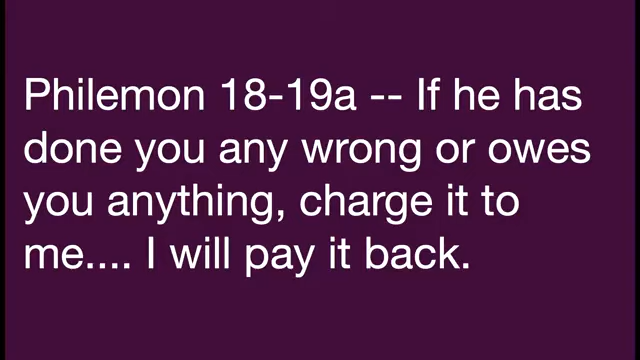 Philemon 18-19a -- If he has
done you any wrong or owes
you anything, charge it to
me.... I will pay it back.